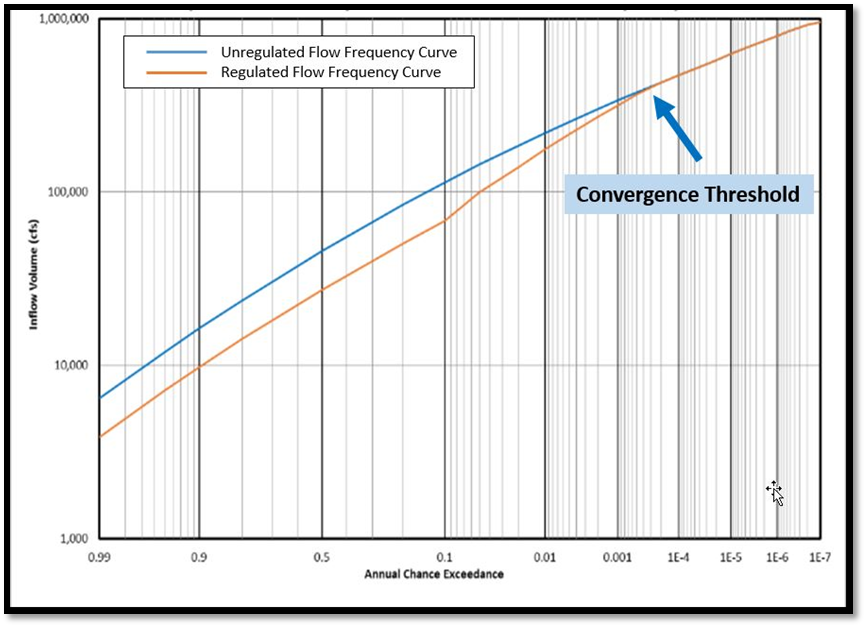 1,000,000
Unregulated Flow Frequency Curve
Regulated Flow Frequency Curve
100,000
Convergence Threshold
Inflow Volume (cfs)
10,000
1,000
0.99 0.9 0.5 0.1 0.01 0.001 1E-4 1E-5 1E-6 1E-7
Annual Chance Exceedance